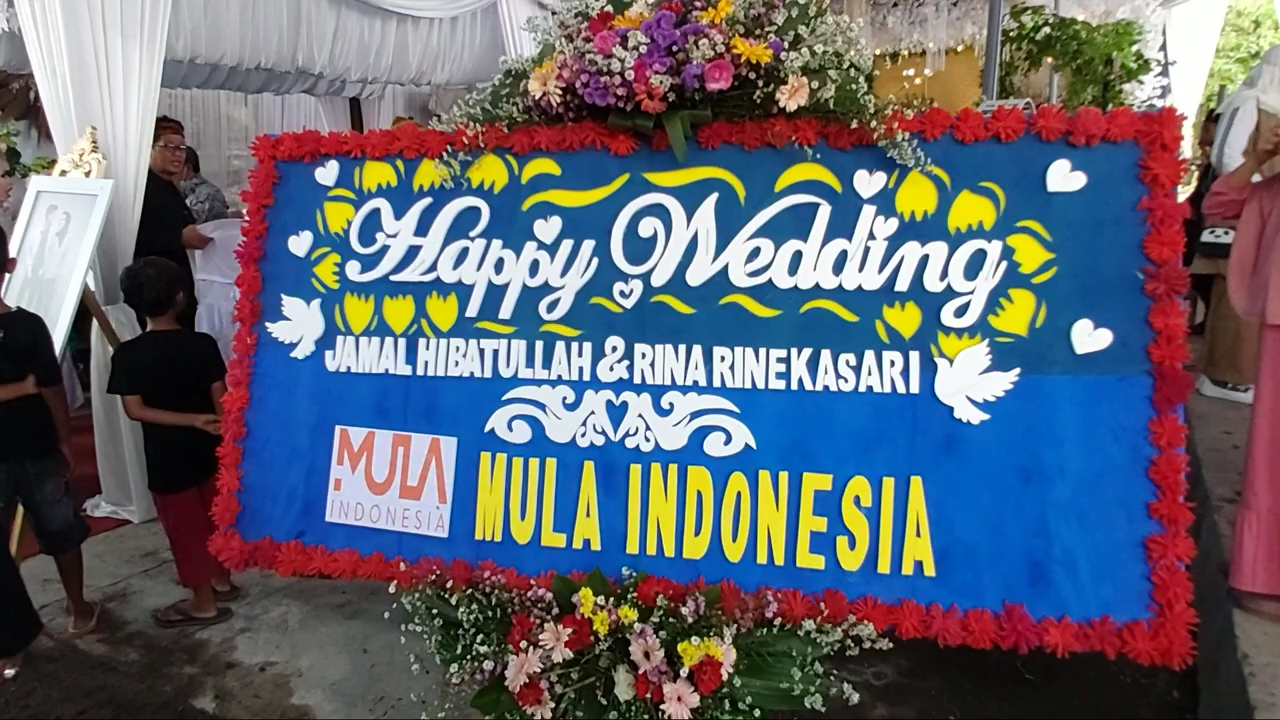 Happy Wedding
JAMAL HIBATULLAH & RINA RINEKASARI
MULA
INDONESIA
MULA INDONESIA